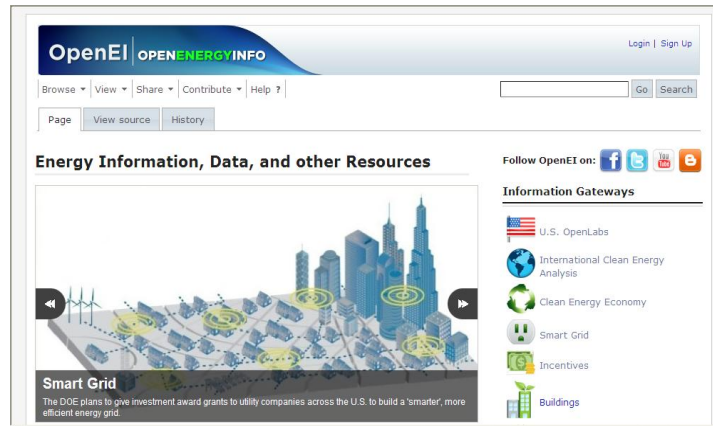 OpenEI OPENENERGYINFO
Login | Sign Up
Browse View Share Contribute Help ?
Go Search
Page View source History
Energy Information, Data, and other Resources
Follow OpenEI on:
You Tube
Information Gateways
U.S. OpenLabs
International Clean Energy
Analysis
Clean Energy Economy
Smart Grid
Incentives
Buildings
Smart Grid
The DOE plans to give investment award grants to utility companies across the U.S. to build a 'smarter', more
efficient energy grid.